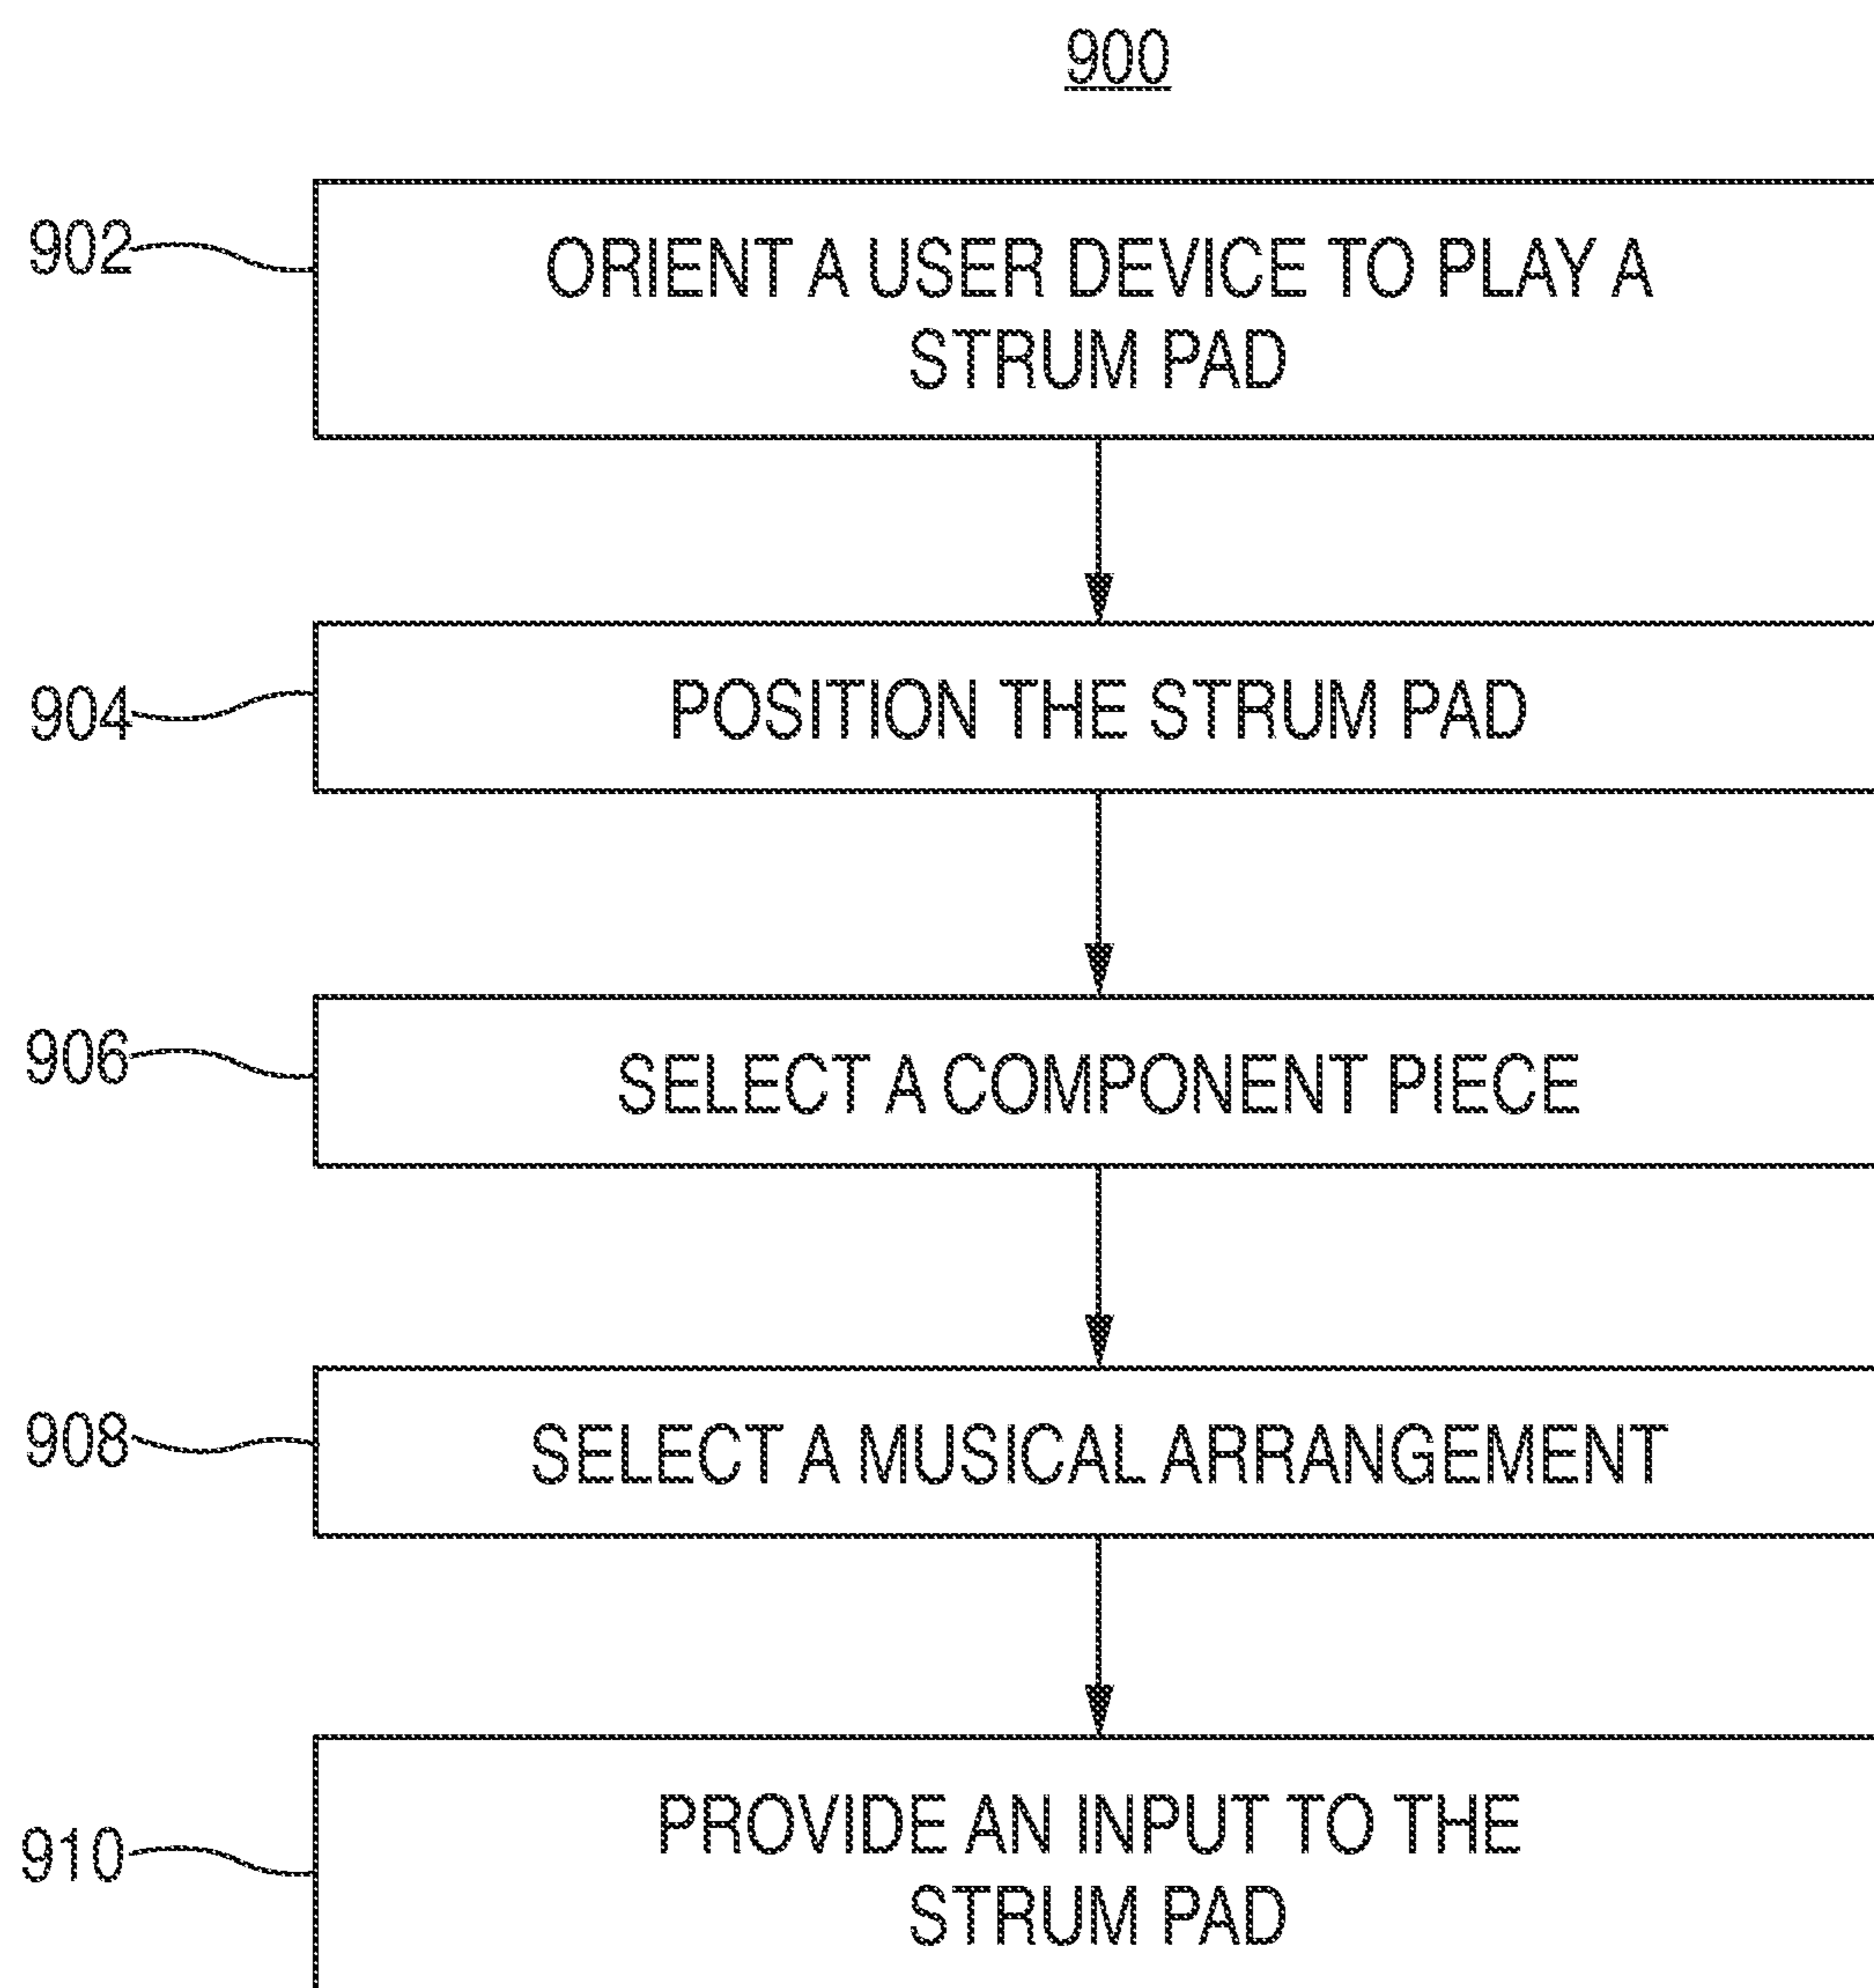 900
902
ORIENT A USER DEVICE TO PLAY A
STRUM PAD
904
POSITION THE STRUM PAD
906
SELECT A COMPONENT PIECE
908
SELECT A MUSICAL ARRANGEMENT
910
PROVIDE AN INPUT TO THE
STRUM PAD